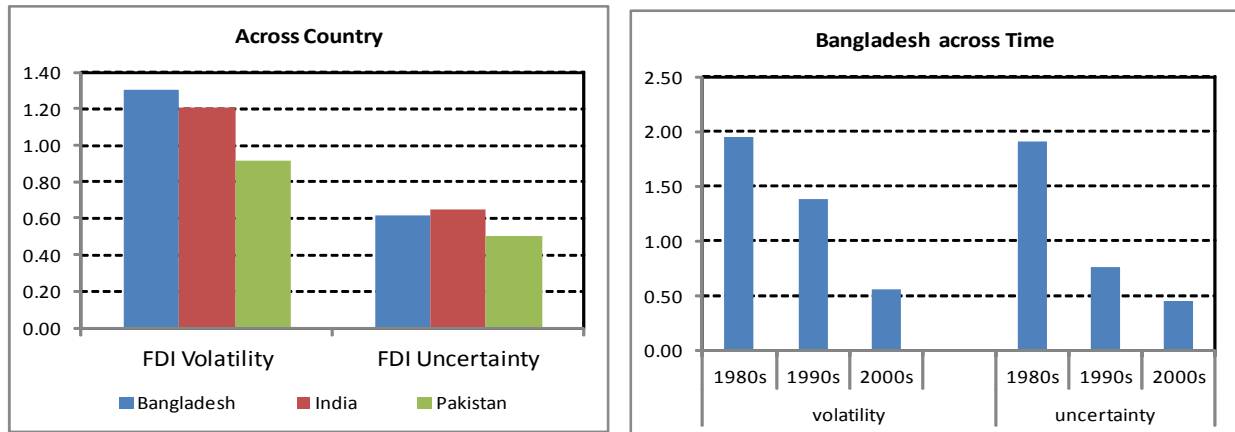 Across Country
1.40
1.20
1.00
0.80
0.60
0.40
0.20
0.00
FDI Volatility FDI Uncertainty
Bangladesh India Pakistan
Bangladesh across Time
2.50
2.00
1.50
1.00
0.50
0.00
1980s 1990s 2000s 1980s 1990s 2000s
volatility uncertainty